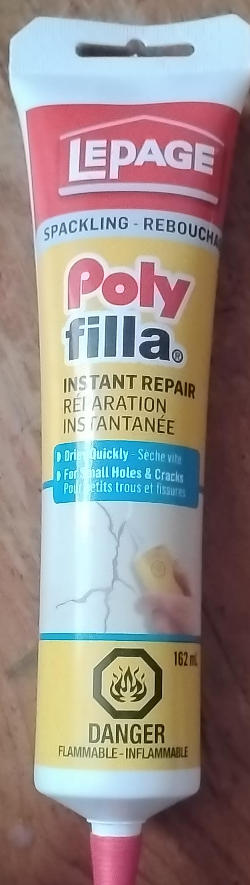 LEPAGE
SPACKLING - REBOUCHA
Poly
filla®
INSTANT REPAIR
RÉPARATION
INSTANTANÉE
Dries Quickly - Sèche vite
For Small Holes & Cracks
Pour petits trous et fissures
162 mL
DANGER
FLAMMABLE - INFLAMMABLE